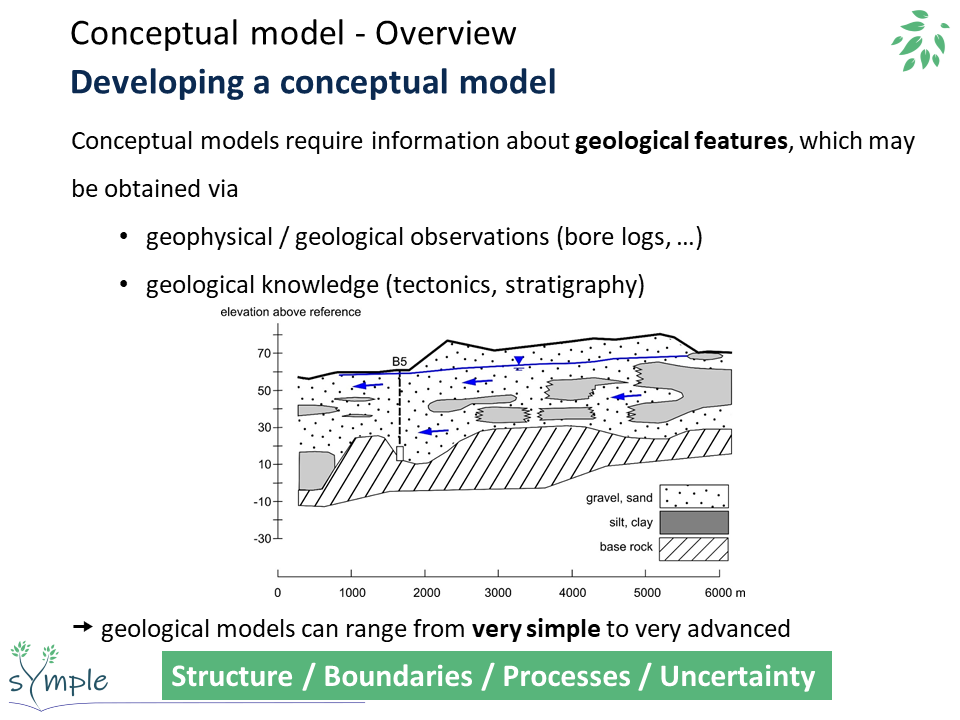 Conceptual model - Overview
Developing a conceptual model
Conceptual models require information about geological features, which may
be obtained via
• geophysical / geological observations (bore logs, …)
• geological knowledge (tectonics, stratigraphy)
elevation above reference
70
B5
50
30
10
-10
gravel, sand
silt, clay
-30
base rock
0 1000 2000 3000 4000 5000 6000 m
➞ geological models can range from very simple to very advanced
Structure / Boundaries / Processes / Uncertainty
sYmple